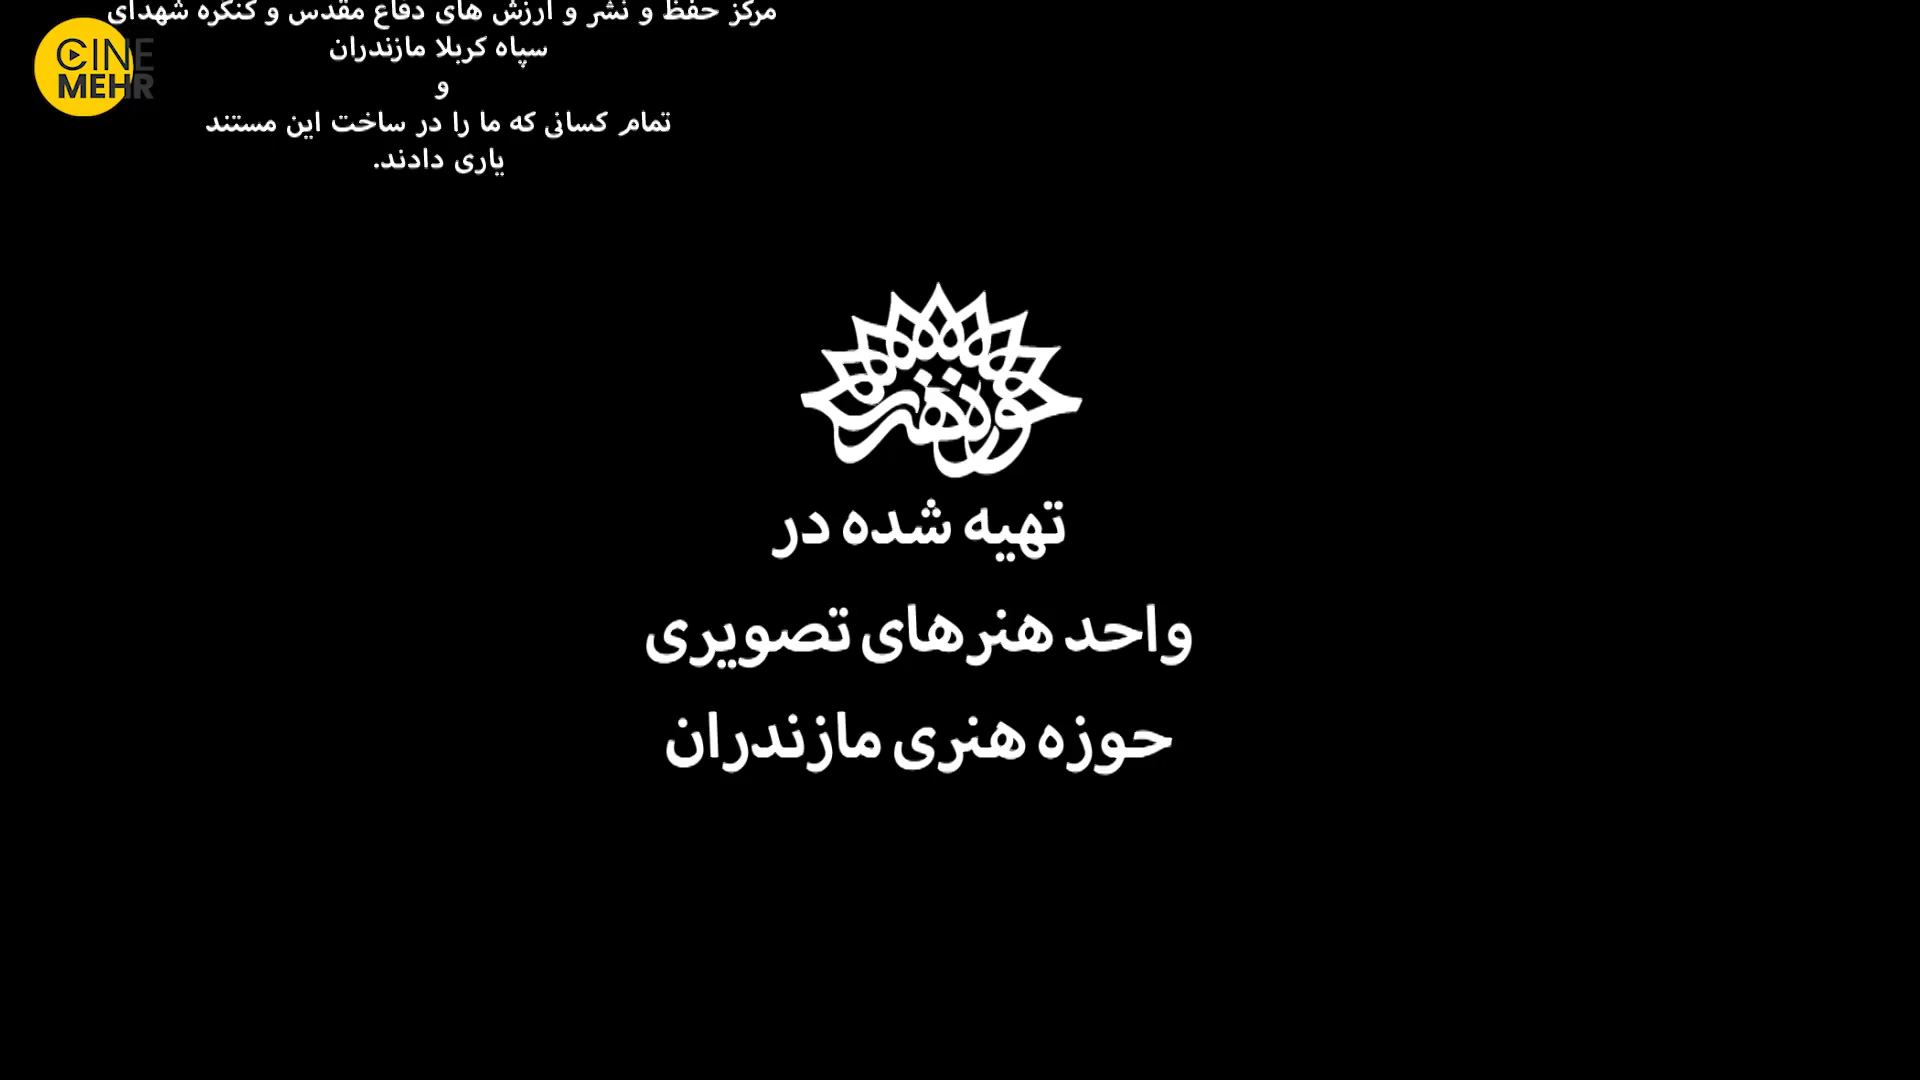 مرکز حفظ و نشر و ارزش های دفاع مقدس و کنگره شهدای
سپاه کربلا مازندران
و
تمام کسانی که ما را در ساخت این مستند
یاری دادند.
CINE
MEHR
حوزه هنری
تهیه شده در
واحد هنرهای تصویری
حوزه هنری مازندران